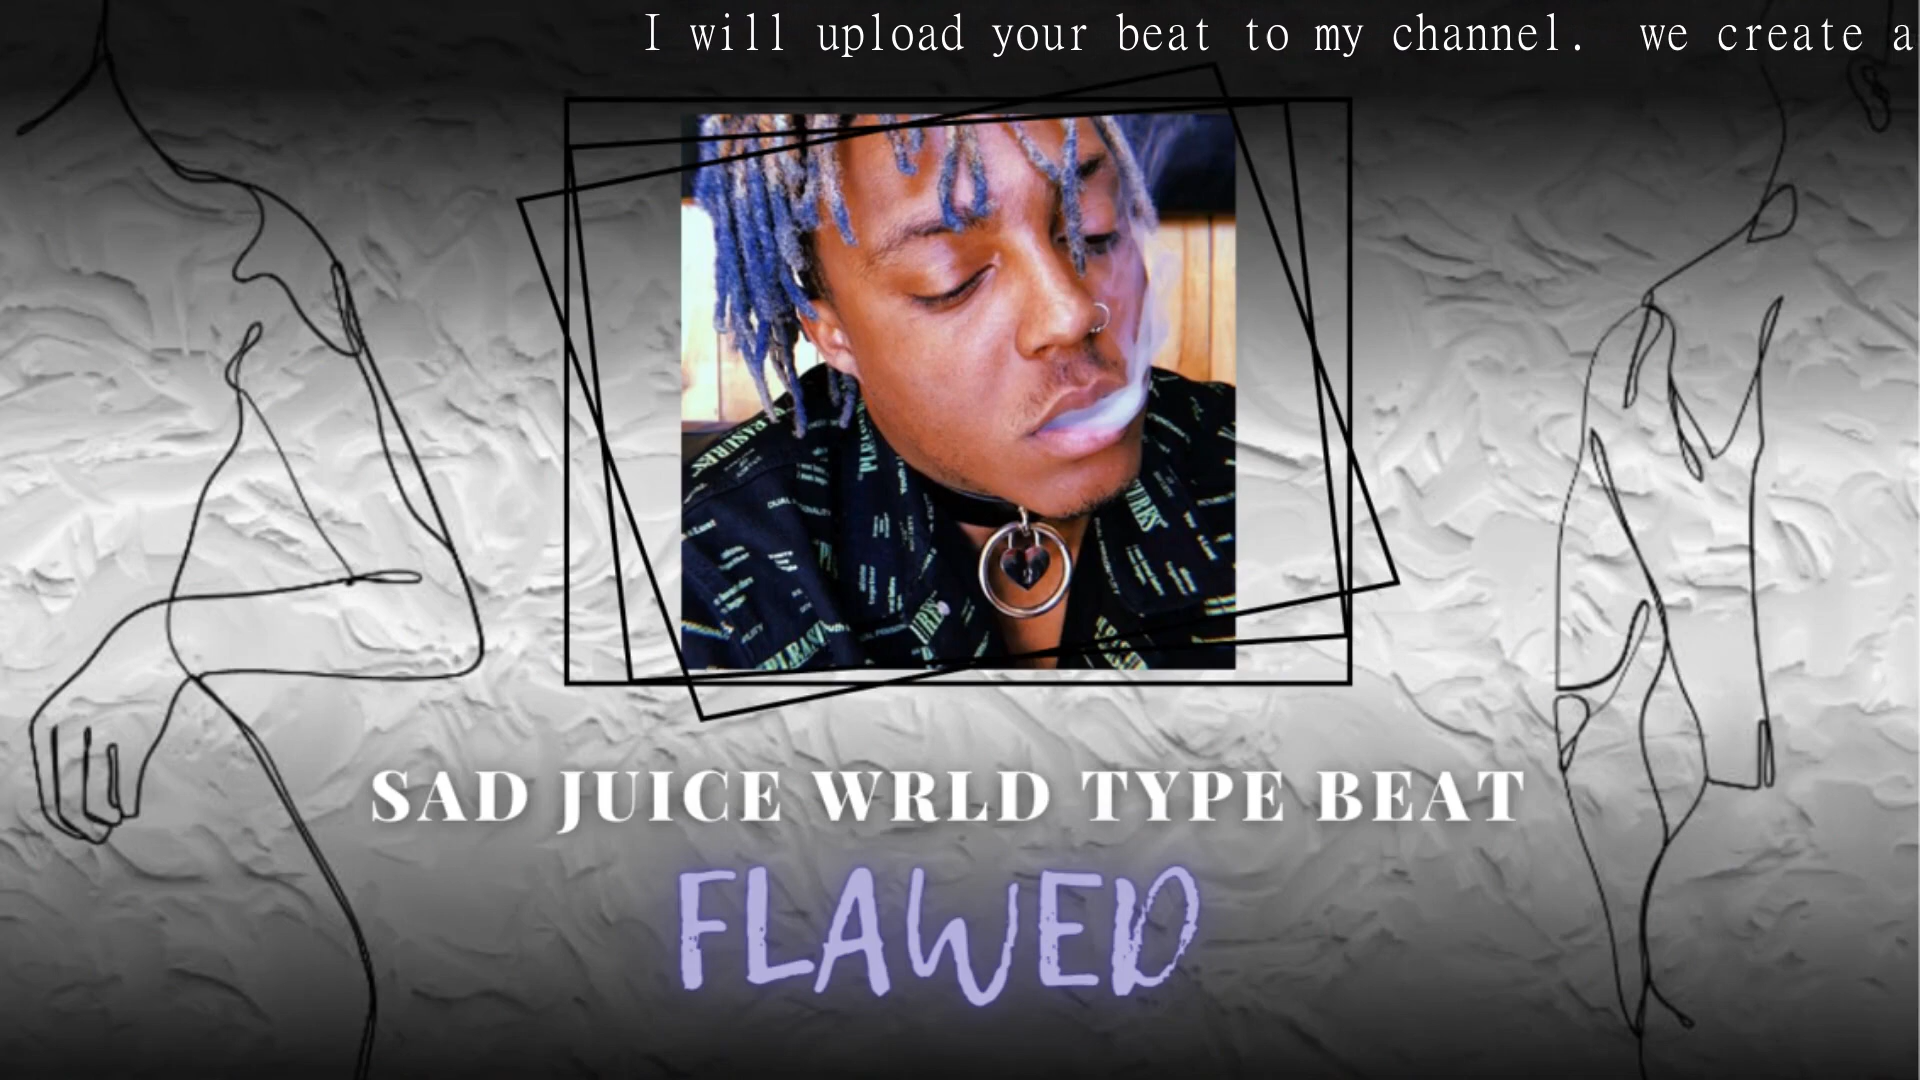 I will upload your beat to my channel.  we create a
SAD JUICE WRLD TYPE BEAT
FLAWED